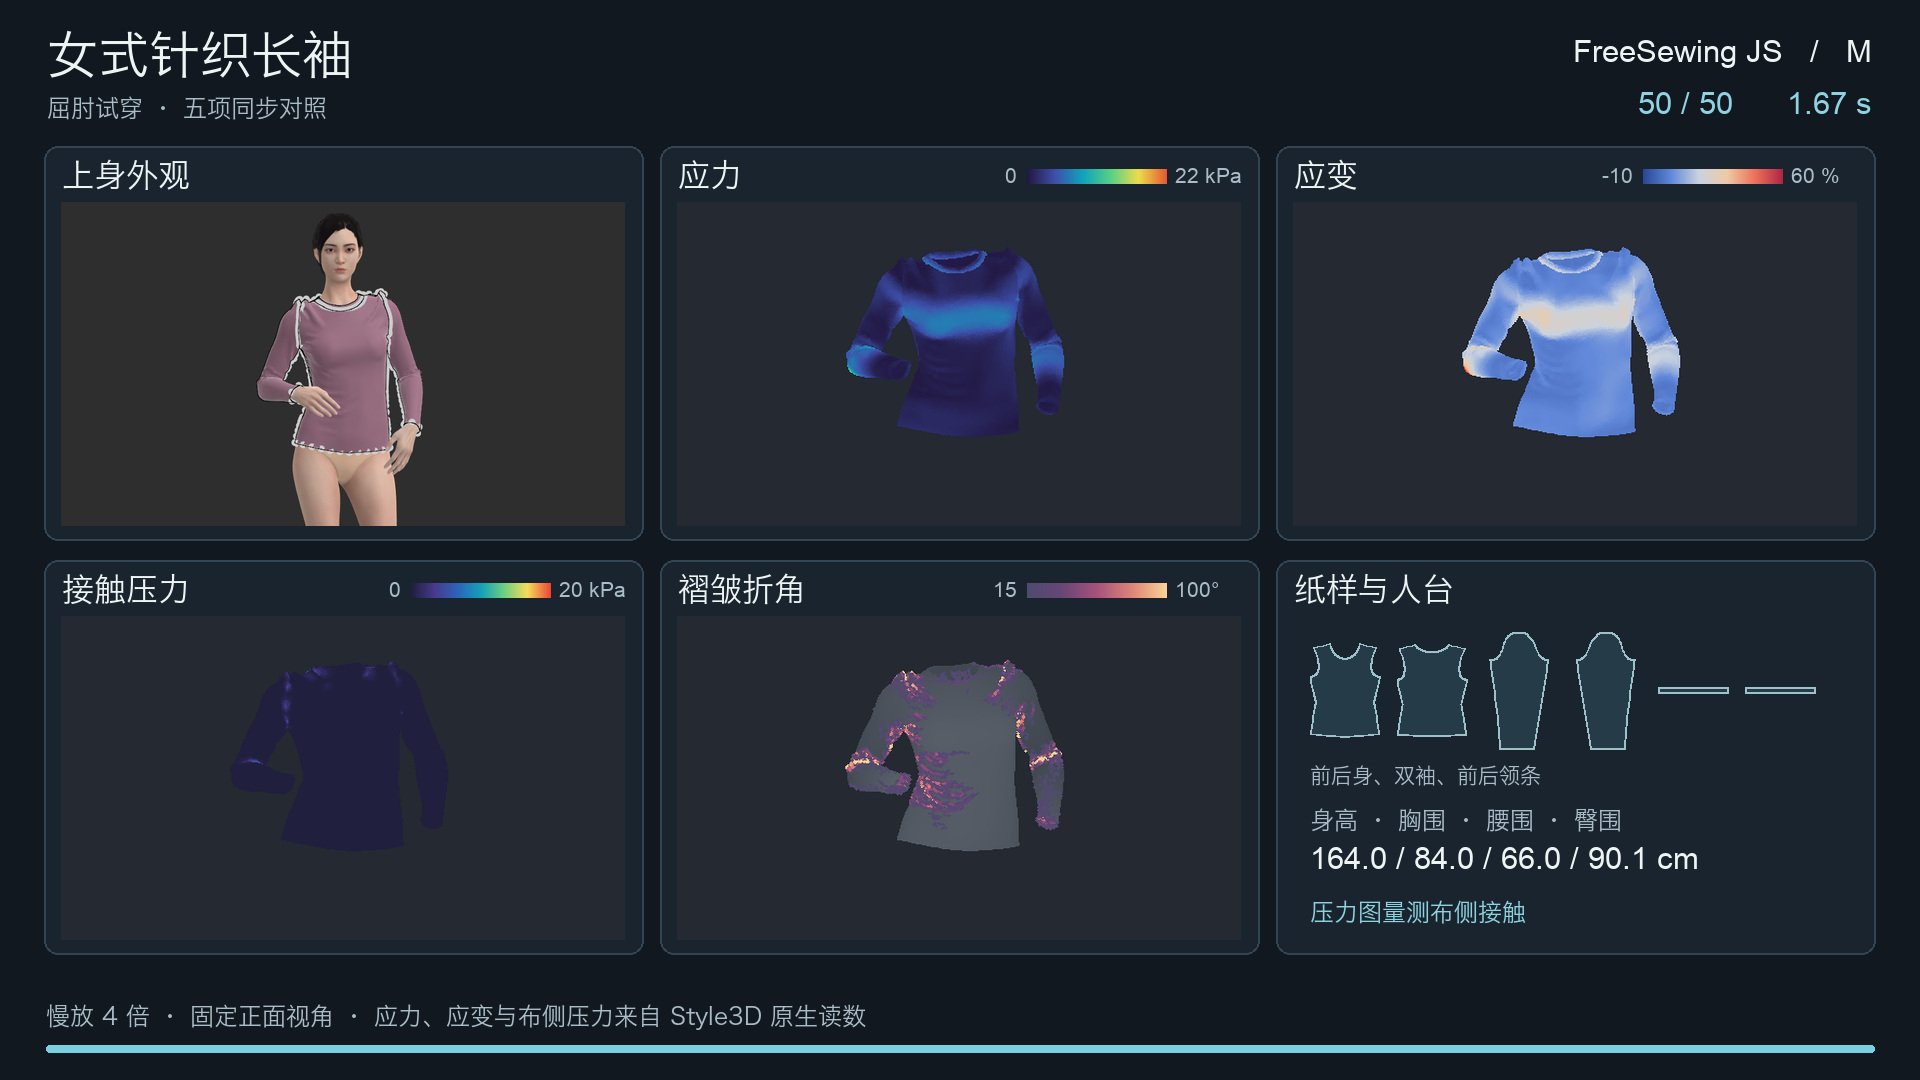 女式针织长袖
FreeSewing JS / M
屈肘试穿 · 五项同步对照
50 / 50 1.67 s
上身外观
应力
0 22 kPa
应变
-10 60 %
接触压力
0 20 kPa
褶皱折角
15 100°
纸样与人台
前后身、双袖、前后领条
身高 · 胸围 · 腰围 · 臀围
164.0 / 84.0 / 66.0 / 90.1 cm
压力图量测布侧接触
慢放 4 倍 · 固定正面视角 · 应力、应变与布侧压力来自 Style3D 原生读数